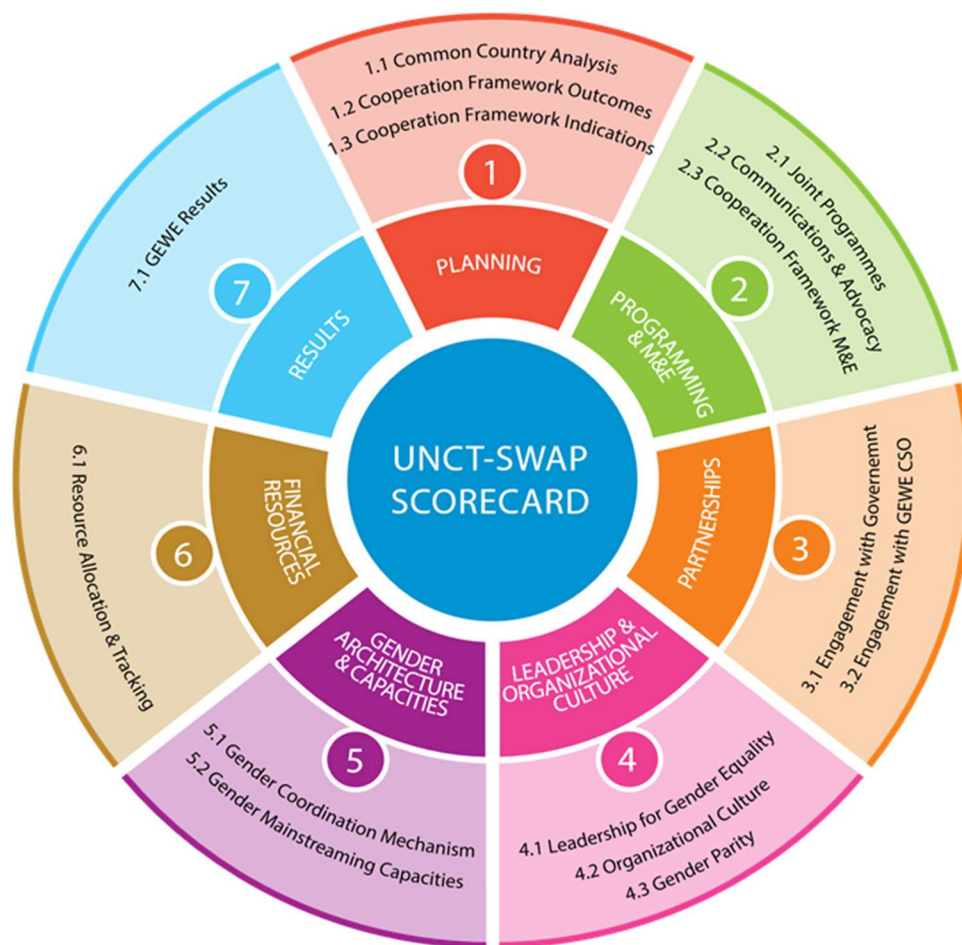 UNCT-SWAP
SCORECARD
1
PLANNING
1.1 Common Country Analysis
1.2 Cooperation Framework Outcomes
1.3 Cooperation Framework Indications
2
PROGRAMMING
& M&E
2.1 Joint Programmes
2.2 Communications & Advocacy
2.3 Cooperation Framework M&E
3
PARTNERSHIPS
3.1 Engagement with Governemnt
3.2 Engagement with GEWE CSO
4
LEADERSHIP &
ORGANIZATIONAL
CULTURE
4.1 Leadership for Gender Equality
4.2 Organizational Culture
4.3 Gender Parity
5
GENDER
ARCHITECTURE
& CAPACITIES
5.1 Gender Coordination Mechanism
5.2 Gender Mainstreaming Capacities
6
FINANCIAL
RESOURCES
6.1 Resource Allocation & Tracking
7
RESULTS
7.1 GEWE Results